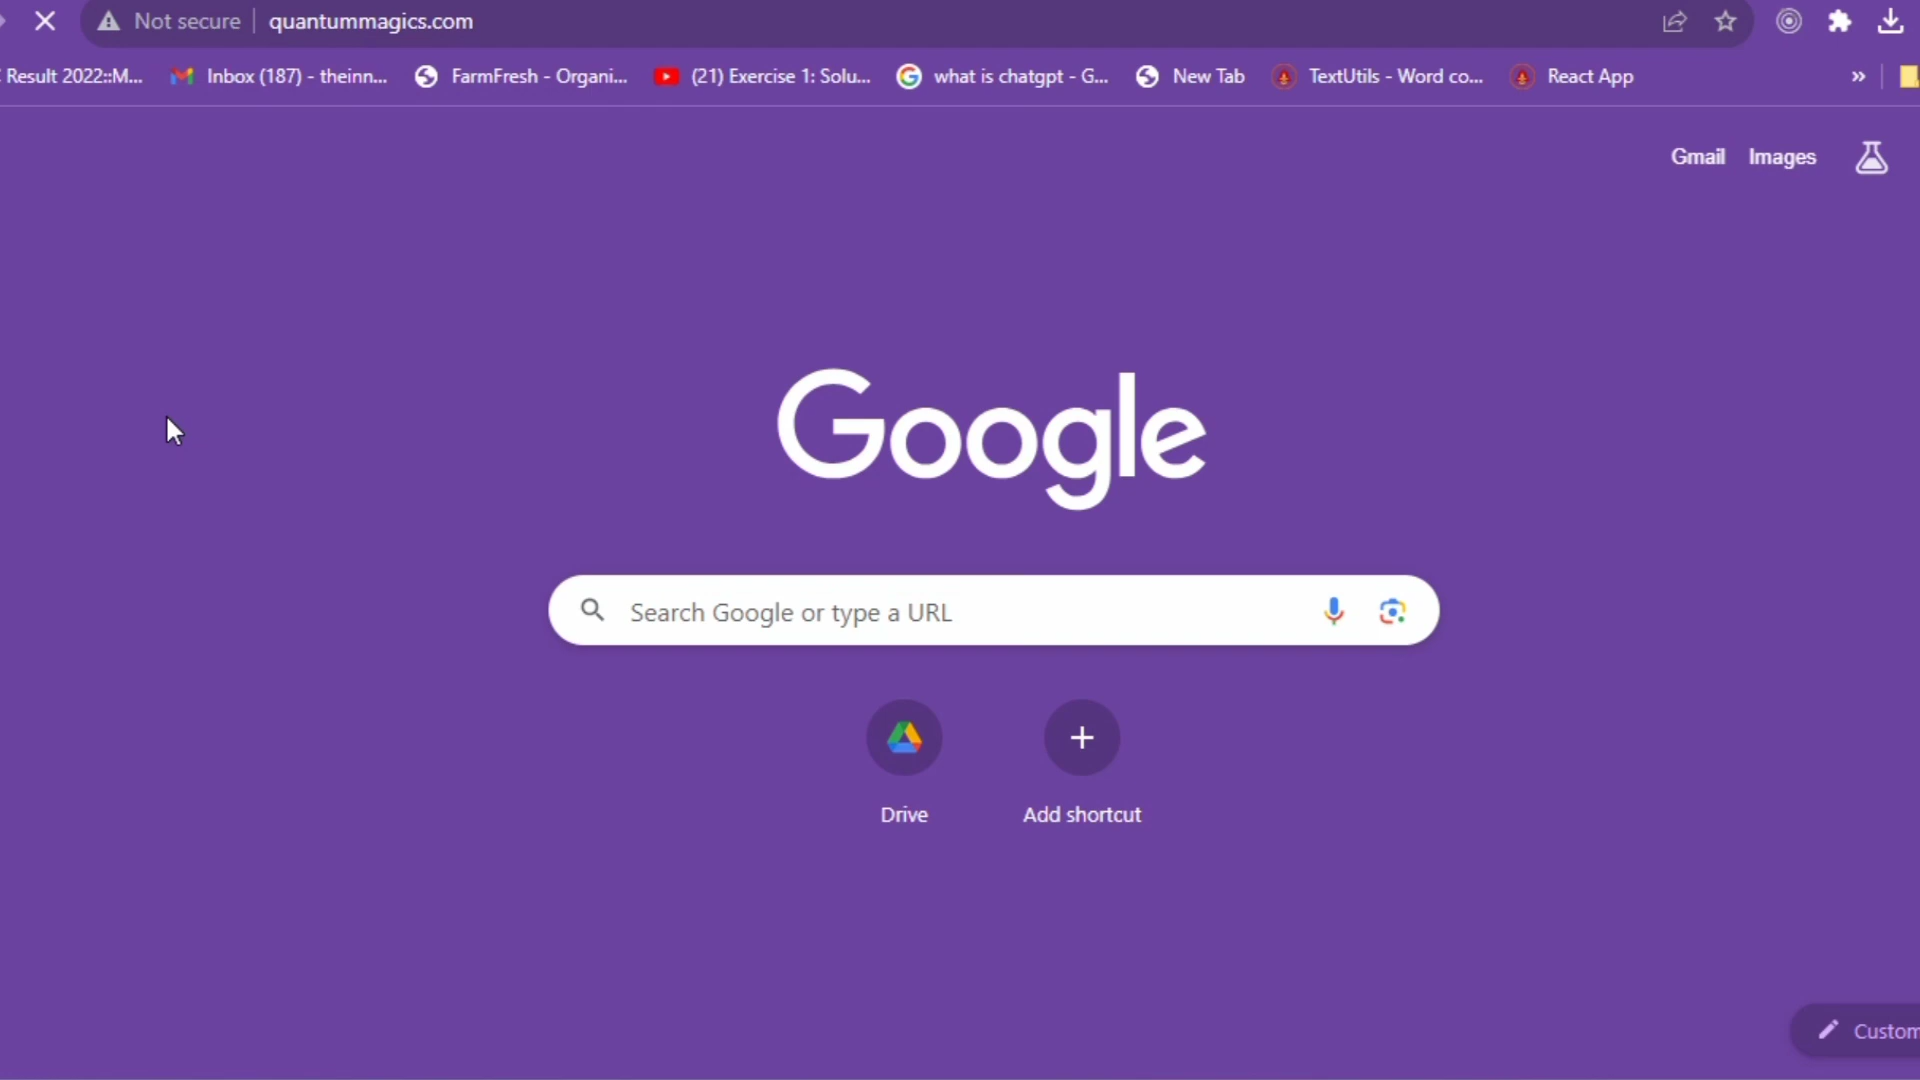 Not secure quantummagics.com
Result 2022::M... Inbox (187) - theinn... FarmFresh - Organi... (21) Exercise 1: Solu... what is chatgpt - G... New Tab TextUtils - Word co... React App »
Gmail Images
Google
Search Google or type a URL
Drive Add shortcut
Custom